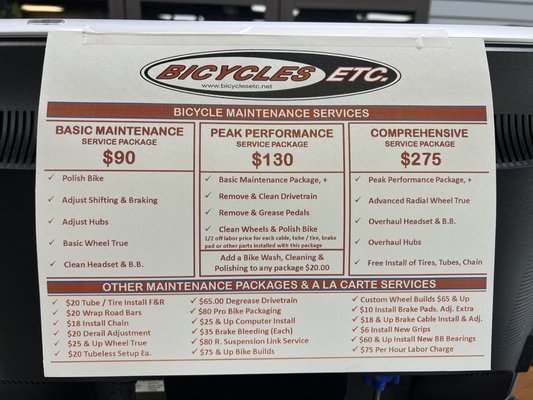 BICYCLES ETC.
www.bicyclesetc.net
BICYCLE MAINTENANCE SERVICES
BASIC MAINTENANCE
SERVICE PACKAGE
$90
✓ Polish Bike
✓ Adjust Shifting & Braking
✓ Adjust Hubs
✓ Basic Wheel True
✓ Clean Headset & B.B.
PEAK PERFORMANCE
SERVICE PACKAGE
$130
✓ Basic Maintenance Package, +
✓ Remove & Clean Drivetrain
✓ Remove & Grease Pedals
✓ Clean Wheels & Polish Bike
1/2 off labor price for each cable, tube / tire, brake
pad or other parts installed with this package
Add a Bike Wash, Cleaning &
Polishing to any package $20.00
COMPREHENSIVE
SERVICE PACKAGE
$275
✓ Peak Performance Package, +
✓ Advanced Radial Wheel True
✓ Overhaul Headset & B.B.
✓ Overhaul Hubs
✓ Free Install of Tires, Tubes, Chain
OTHER MAINTENANCE PACKAGES & A LA CARTE SERVICES
✓ $20 Tube / Tire Install F&R
✓ $20 Wrap Road Bars
✓ $18 Install Chain
✓ $20 Derail Adjustment
✓ $25 & Up Wheel True
✓ $20 Tubeless Setup Ea.
✓ $65.00 Degrease Drivetrain
✓ $80 Pro Bike Packaging
✓ $25 & Up Computer Install
✓ $35 Brake Bleeding (Each)
✓ $80 R. Suspension Link Service
✓ $75 & Up Bike Builds
✓ Custom Wheel Builds $65 & Up
✓ $10 Install Brake Pads. Adj. Extra
✓ $18 & Up Brake Cable Install & Adj.
✓ $6 Install New Grips
✓ $60 & Up Install New BB Bearings
✓ $75 Per Hour Labor Charge